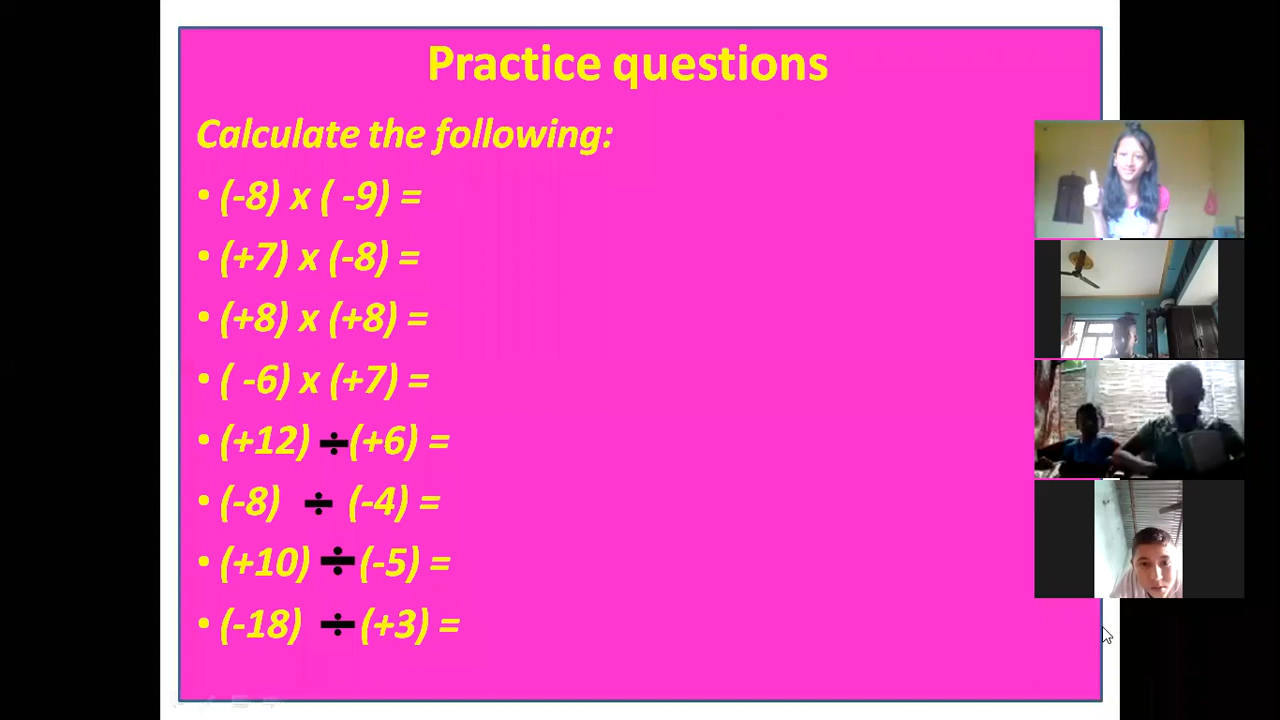 Practice questions
Calculate the following:
• (-8) x ( -9) =
• (+7) x (-8) =
• (+8) x (+8) =
• ( -6) x (+7) =
• (+12) ÷(+6) =
• (-8) ÷ (-4) =
• (+10) ÷(-5) =
• (-18) ÷(+3) =